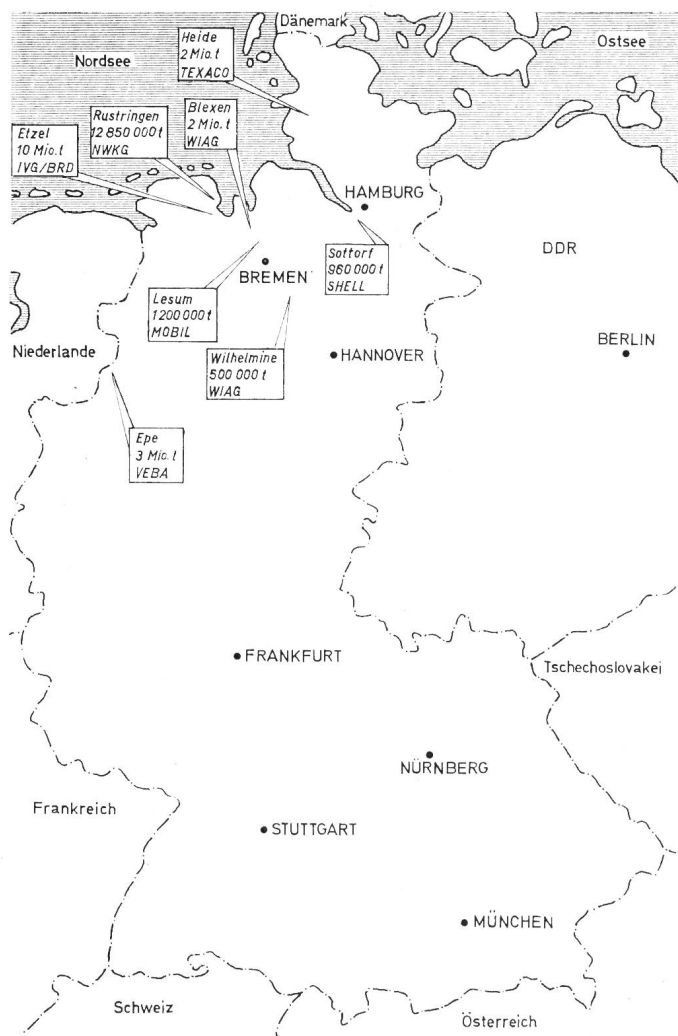 Dänemark
Heide
2 Mio. t
TEXACO
Ostsee
Nordsee
Rustringen
12 850 000 t
NWKG
Blexen
2 Mio. t
WIAG
Etzel
10 Mio. t
IVG/BRD
HAMBURG
Sottorf
960 000 t
SHELL
DDR
BREMEN
Lesum
1 200 000 t
MOBIL
Niederlande
Wilhelmine
500 000 t
WIAG
HANNOVER
BERLIN
Epe
3 Mio. t
VEBA
FRANKFURT
Tschechoslovakei
NÜRNBERG
Frankreich
STUTTGART
MÜNCHEN
Schweiz
Österreich